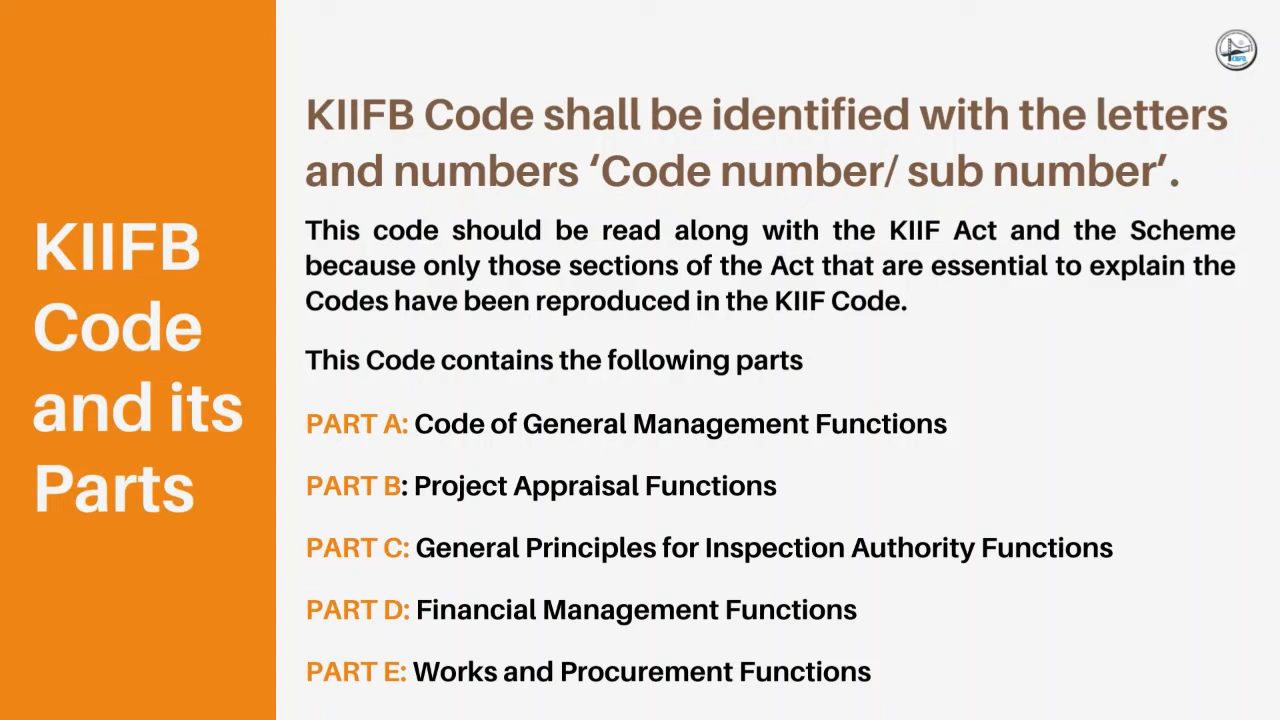 KIIFB
Code
and its
Parts
KIIFB Code shall be identified with the letters
and numbers ‘Code number/ sub number’.
This code should be read along with the KIIF Act and the Scheme
because only those sections of the Act that are essential to explain the
Codes have been reproduced in the KIIF Code.
This Code contains the following parts
PART A: Code of General Management Functions
PART B: Project Appraisal Functions
PART C: General Principles for Inspection Authority Functions
PART D: Financial Management Functions
PART E: Works and Procurement Functions